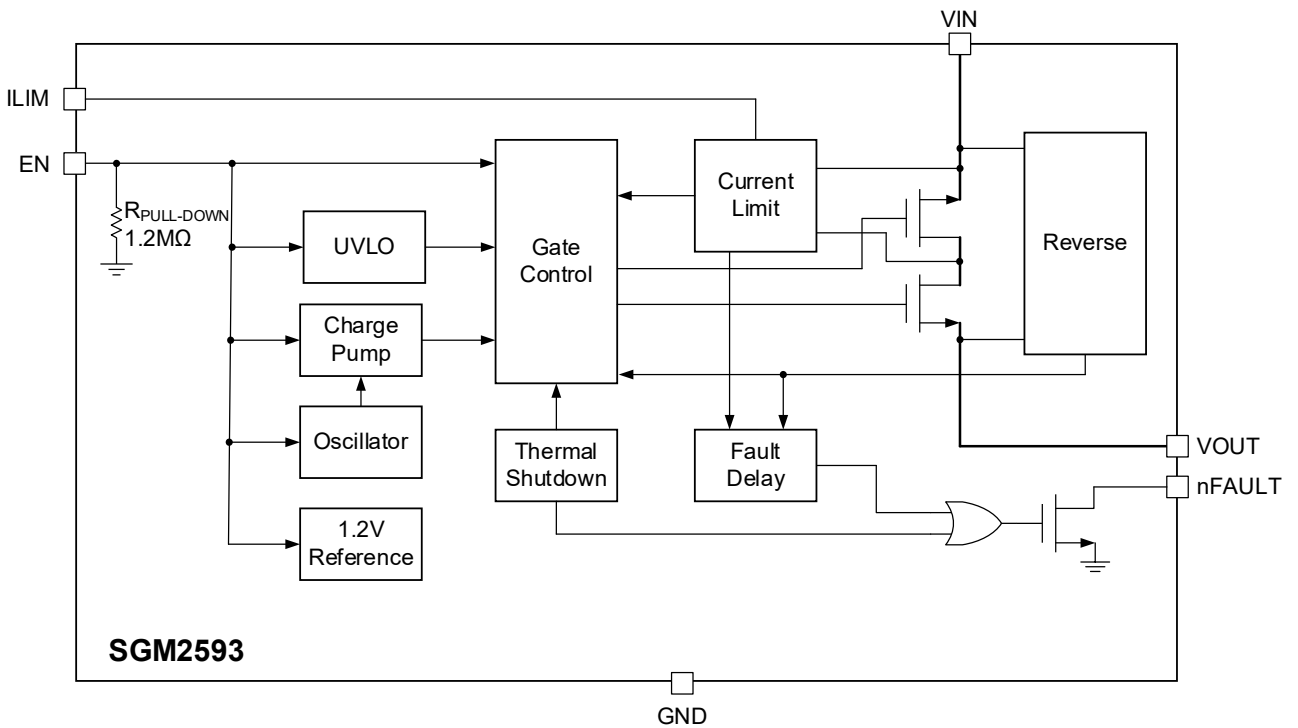 VIN
ILIM
EN
R_PULL-DOWN
1.2MΩ
UVLO
Charge
Pump
Oscillator
1.2V
Reference
Gate
Control
Thermal
Shutdown
Current
Limit
Fault
Delay
Reverse
VOUT
nFAULT
SGM2593
GND